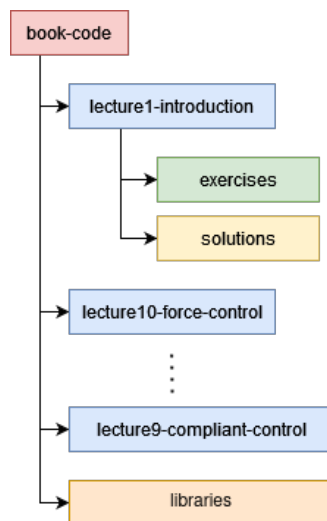 book-code
lecture1-introduction
exercises
solutions
lecture10-force-control
lecture9-compliant-control
libraries